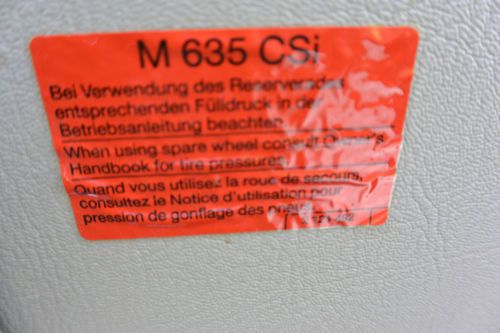 M 635 CSi
Bei Verwendung des Reserverades
entsprechenden Fülldruck in der
Betriebsanleitung beachten.
When using spare wheel consult Owner's
Handbook for tire pressures.
Quand vous utilisez la roue de secours,
consultez le Notice d'utilisation pour
pression de gonflage des pneus.